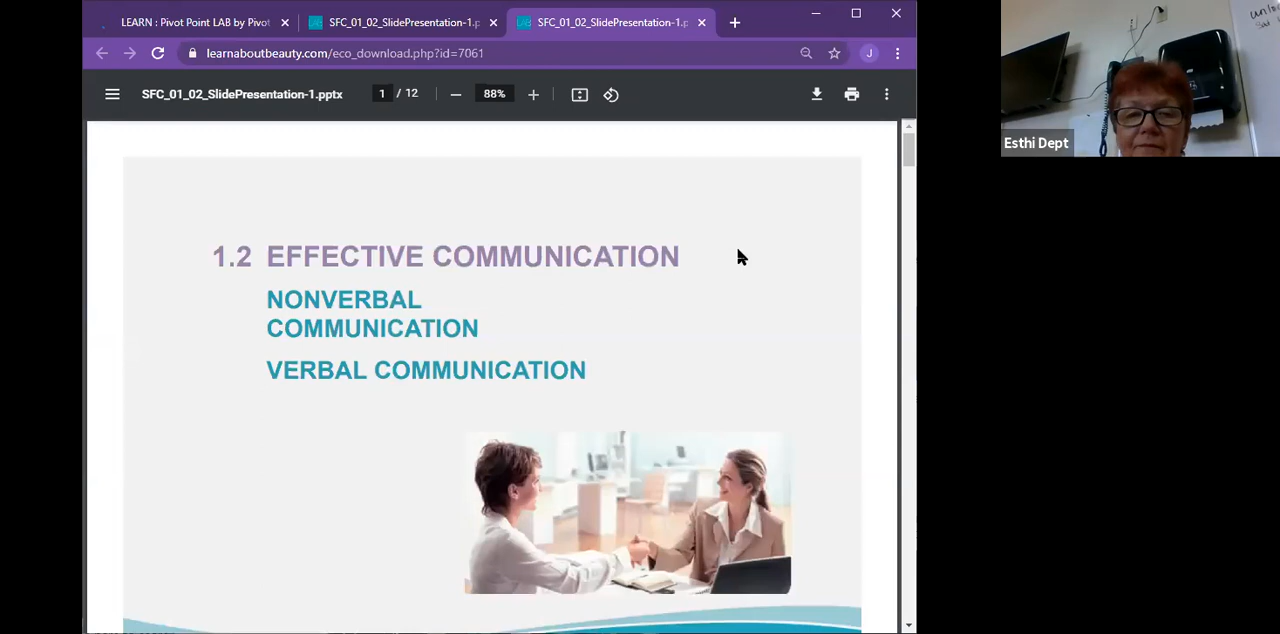 LEARN : Pivot Point LAB by Pivot
SFC_01_02_SlidePresentation-1.p
SFC_01_02_SlidePresentation-1.p
learnaboutbeauty.com/eco_download.php?id=7061
J
SFC_01_02_SlidePresentation-1.pptx
1 / 12
88%
1.2 EFFECTIVE COMMUNICATION
NONVERBAL
COMMUNICATION
VERBAL COMMUNICATION
Esthi Dept